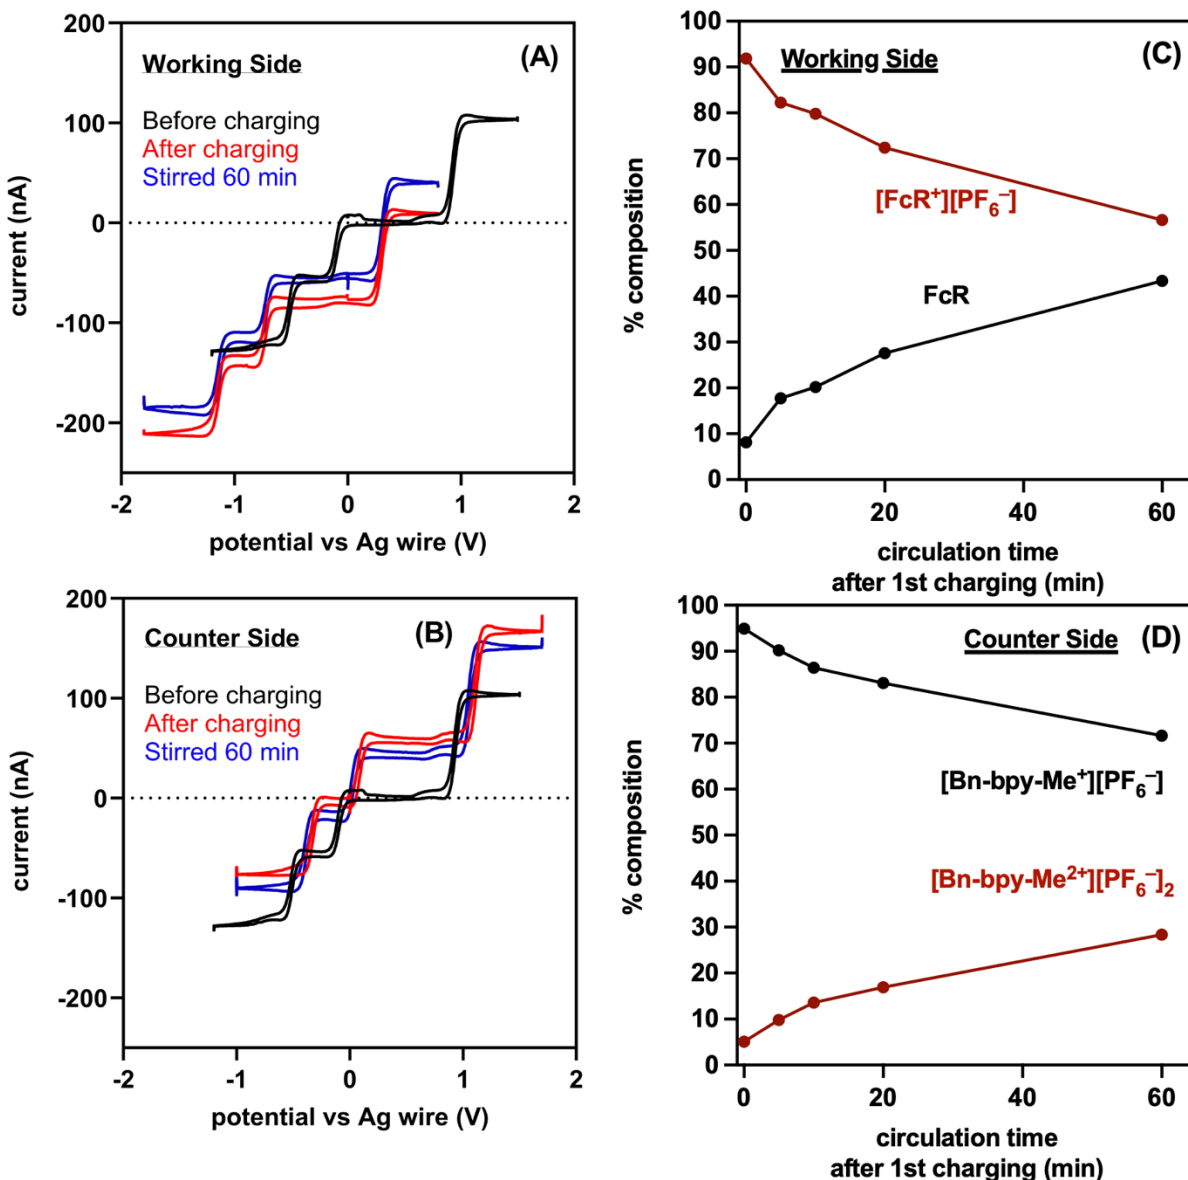 (A)
Working Side
Before charging
After charging
Stirred 60 min
200
100
0
-100
-200
current (nA)
-2
-1
0
1
2
potential vs Ag wire (V)
(C)
Working Side
100
90
80
70
60
50
40
30
20
10
0
% composition
[FcR⁺][PF₆⁻]
FcR
0
20
40
60
circulation time
after 1st charging (min)
(B)
Counter Side
Before charging
After charging
Stirred 60 min
200
100
0
-100
-200
current (nA)
-2
-1
0
1
2
potential vs Ag wire (V)
(D)
Counter Side
100
90
80
70
60
50
40
30
20
10
0
% composition
[Bn-bpy-Me⁺][PF₆⁻]
[Bn-bpy-Me²⁺][PF₆⁻]₂
0
20
40
60
circulation time
after 1st charging (min)